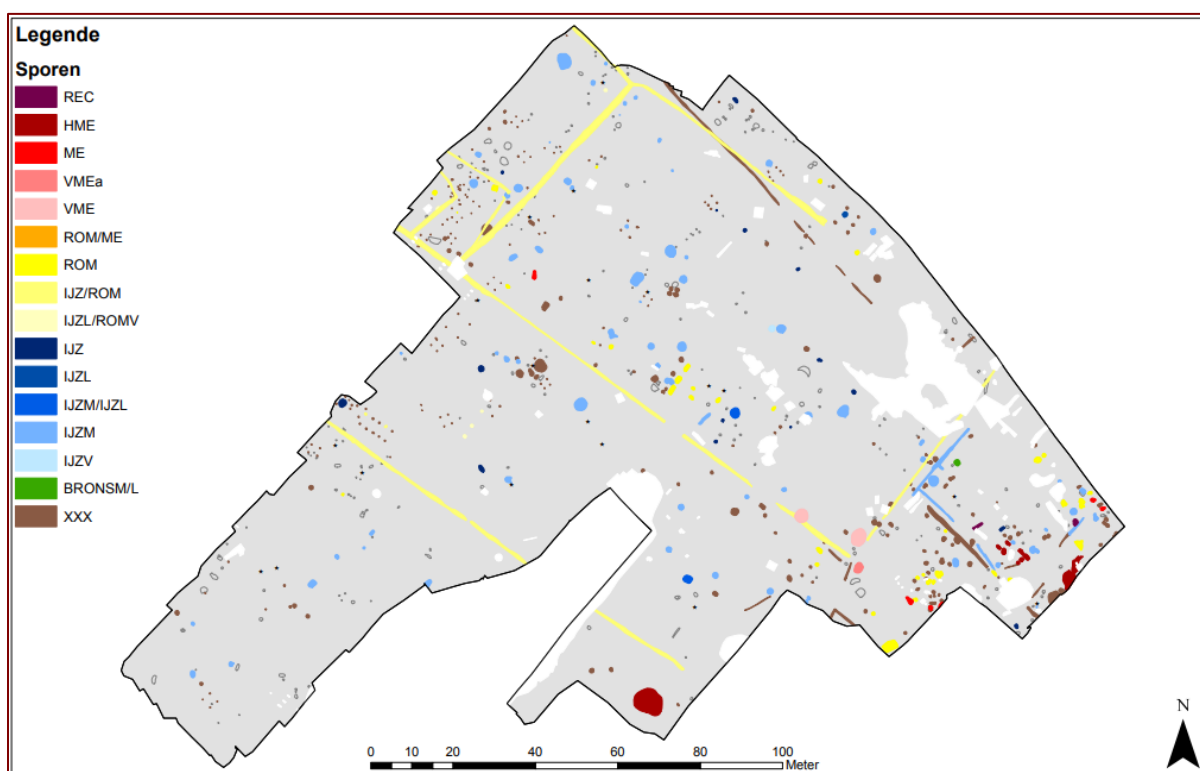 Legende
Sporen
REC
HME
ME
VMEa
VME
ROM/ME
ROM
IJZ/ROM
IJZL/ROMV
IJZ
IJZL
IJZM/IJZL
IJZM
IJZV
BRONSM/L
XXX
N
0 5 10 20 40 60 80 100
Meter